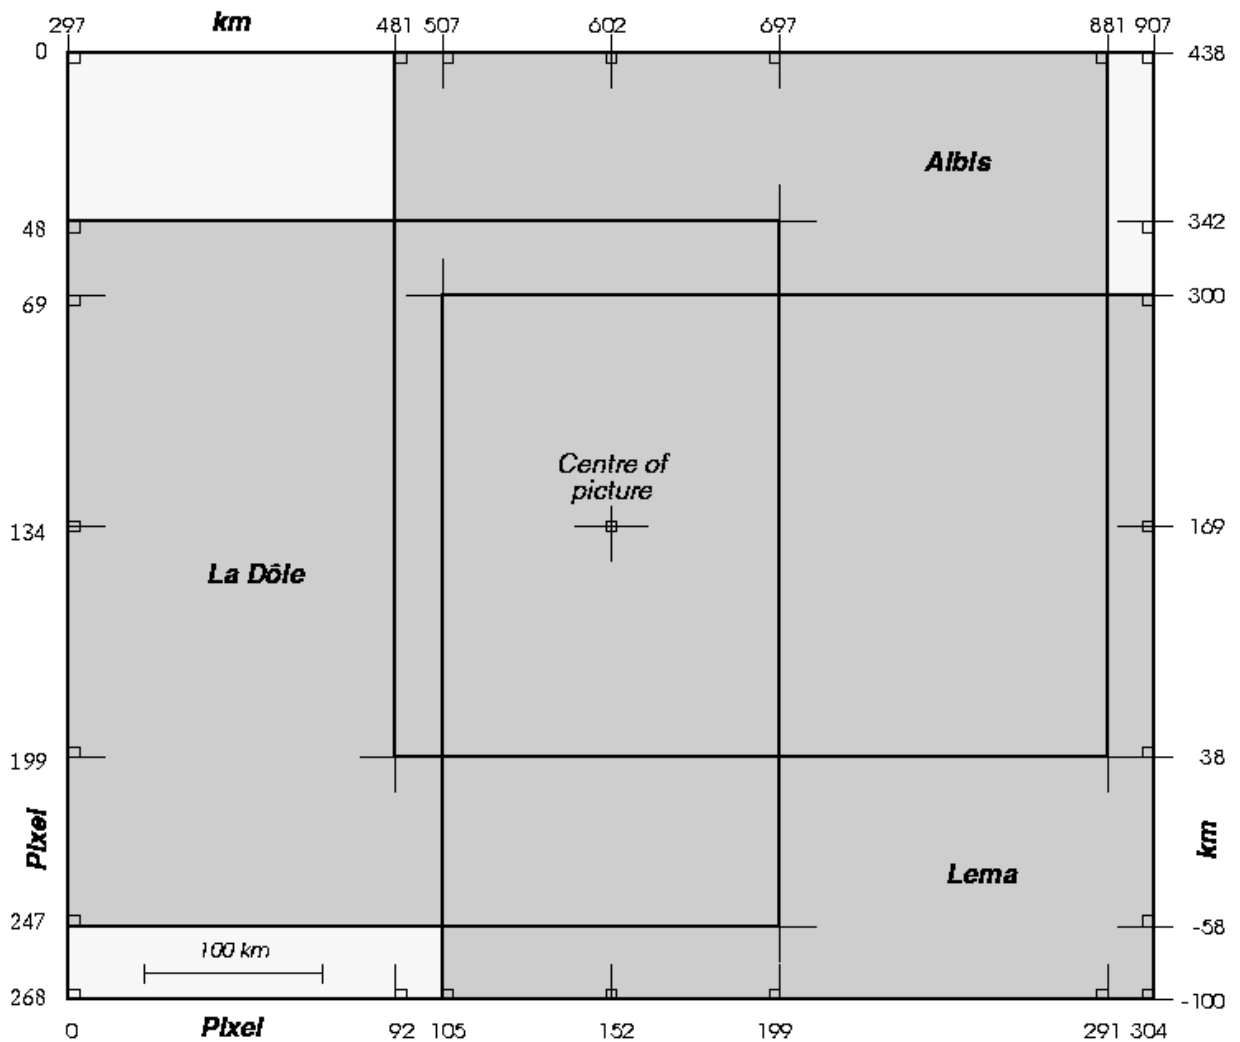 297 km 481 507 602 697 881 907
0 438
Albis
48 342
69 300
Centre of
picture
134 169
La Dôle
199 38
Pixel km
Lema
247 -58
100 km
268 -100
0 Pixel 92 105 152 199 291 304